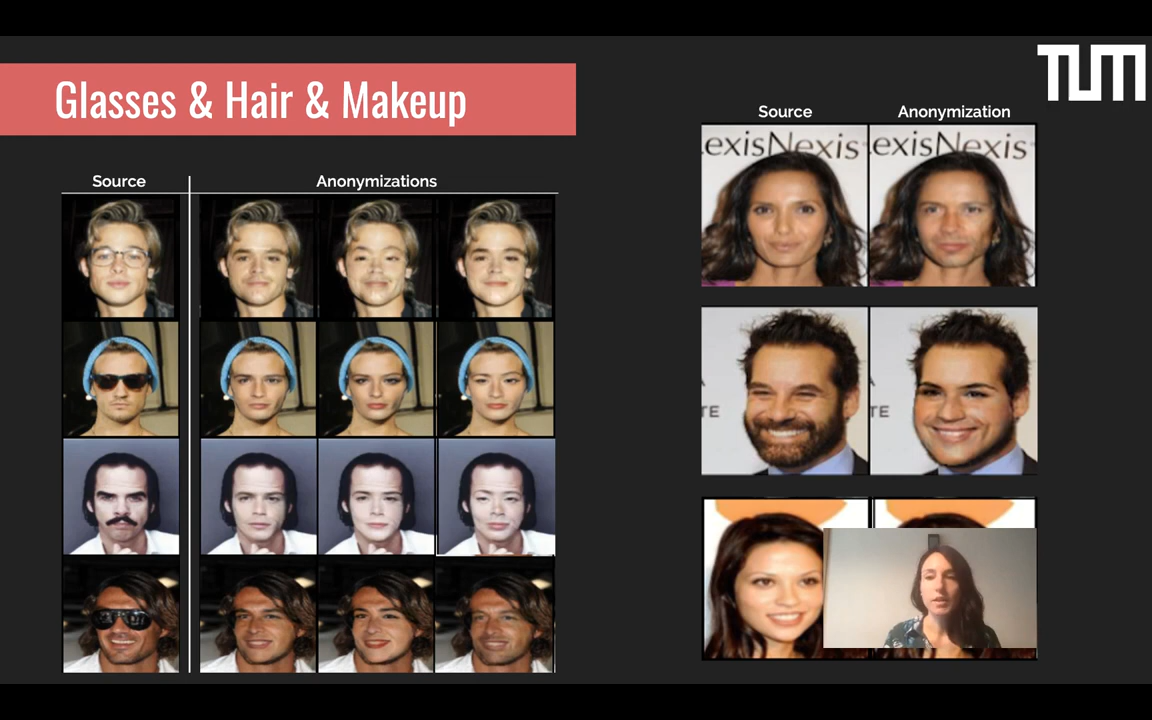 TUM
Glasses & Hair & Makeup
Source Anonymizations
Source Anonymization
exisNexis exisNexis
TE TE